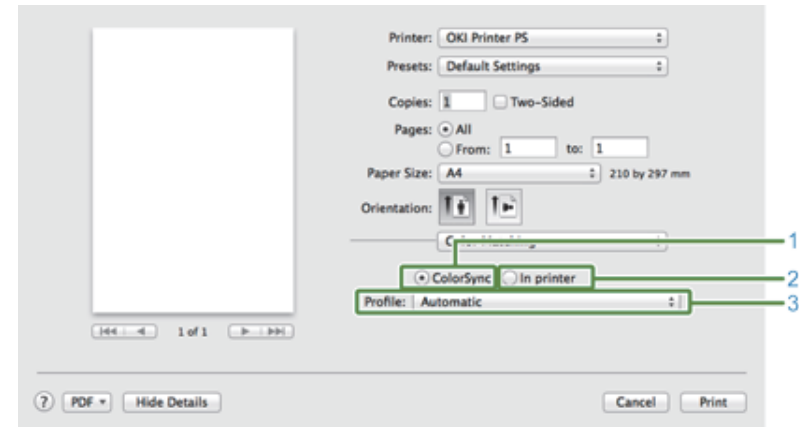 Printer: OKI Printer PS
Presets: Default Settings
Copies: 1 Two-Sided
Pages: All
From: 1 to: 1
Paper Size: A4 210 by 297 mm
Orientation:
1
ColorSync In printer 2
Profile: Automatic 3
1 of 1
? PDF Hide Details Cancel Print